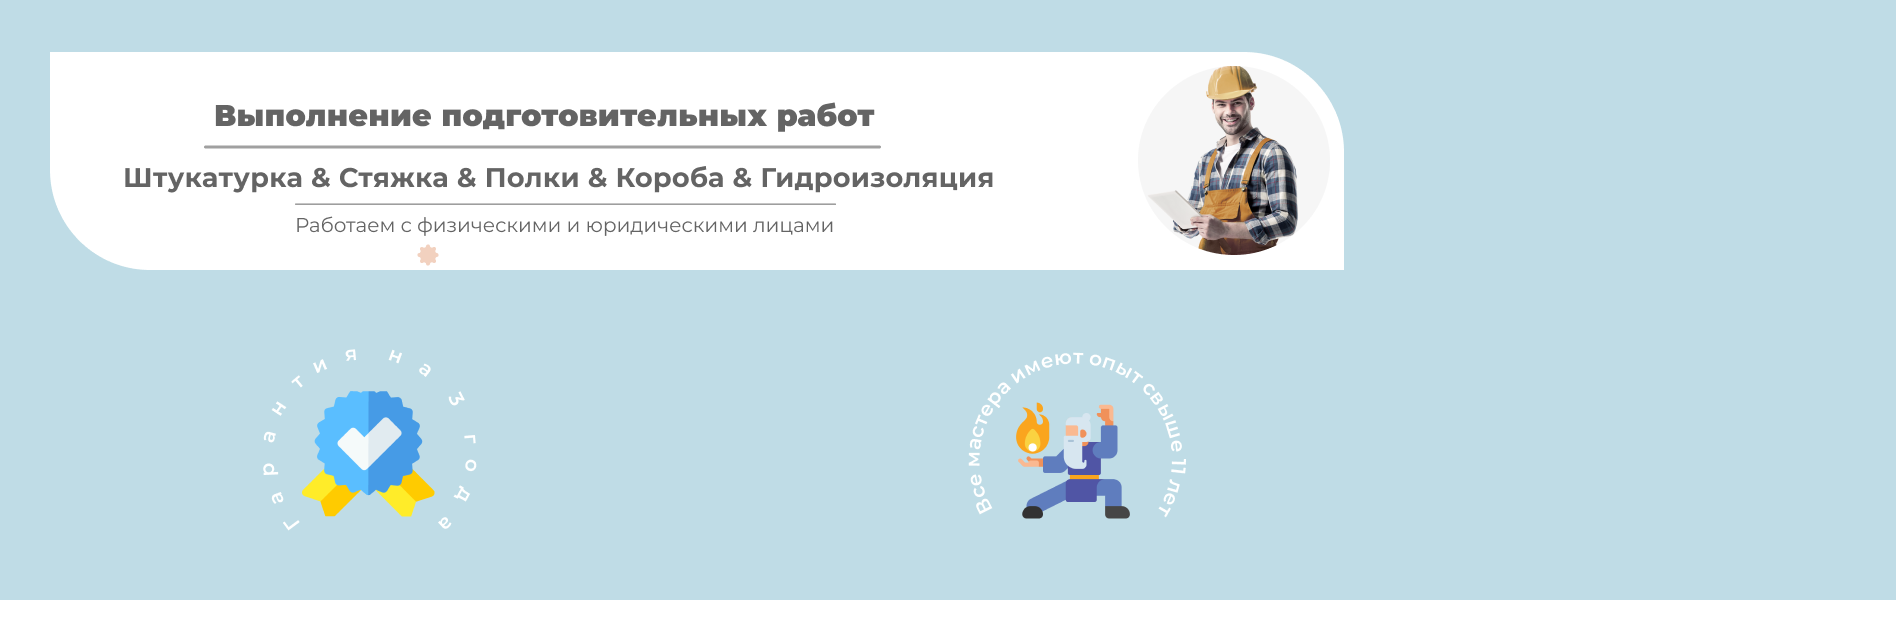 Выполнение подготовительных работ
Штукатурка & Стяжка & Полки & Короба & Гидроизоляция
Работаем с физическими и юридическими лицами
Гарантия на 3 года
Все мастера имеют опыт свыше 11 лет